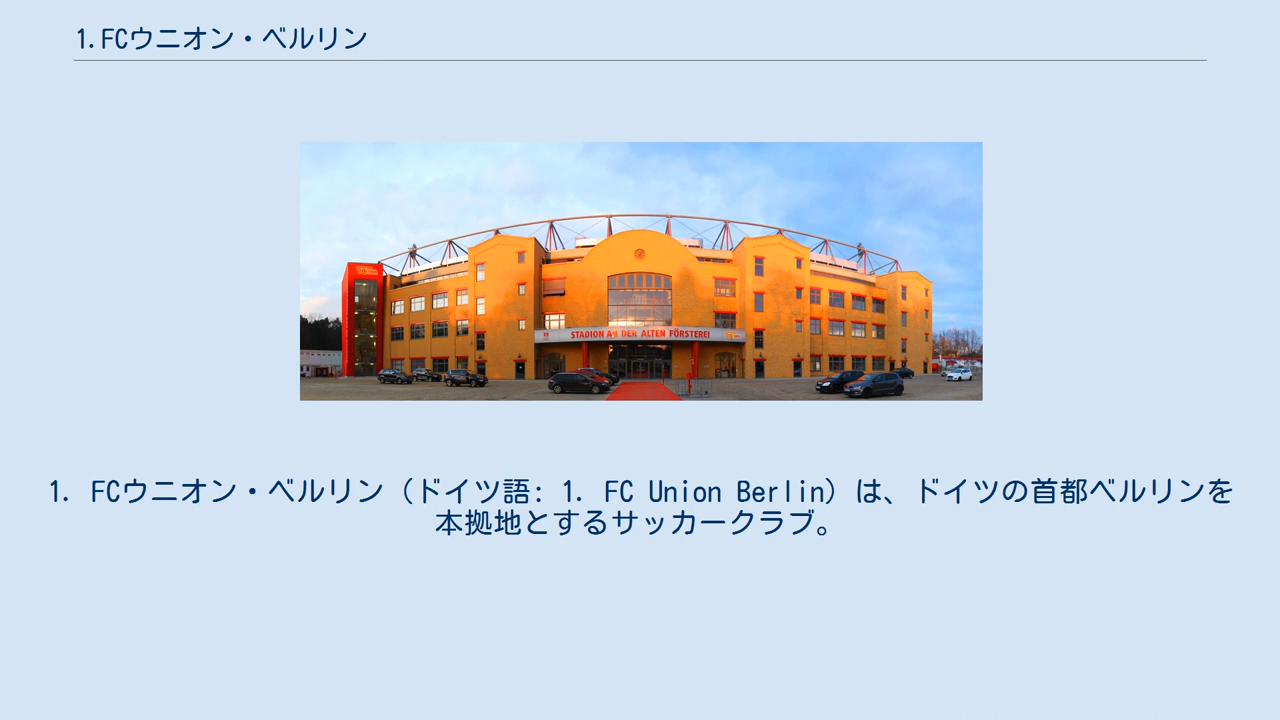 1.FCウニオン・ベルリン
STADION AN DER ALTEN FÖRSTEREI
1. FCウニオン・ベルリン（ドイツ語: 1. FC Union Berlin）は、ドイツの首都ベルリンを
本拠地とするサッカークラブ。